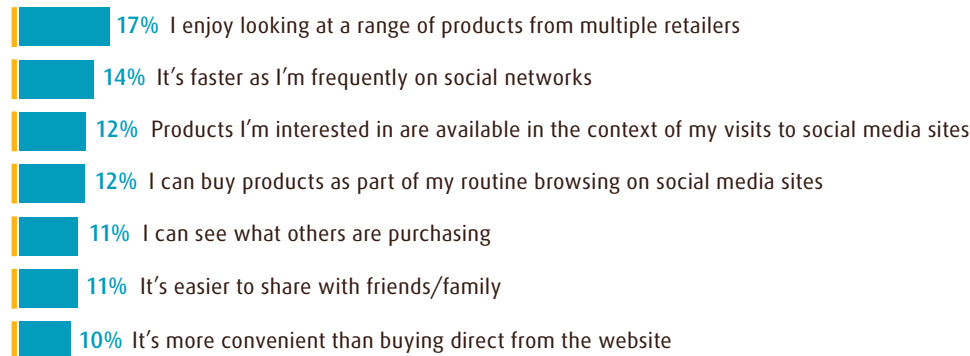 17% I enjoy looking at a range of products from multiple retailers
14% It’s faster as I’m frequently on social networks
12% Products I’m interested in are available in the context of my visits to social media sites
12% I can buy products as part of my routine browsing on social media sites
11% I can see what others are purchasing
11% It’s easier to share with friends/family
10% It’s more convenient than buying direct from the website